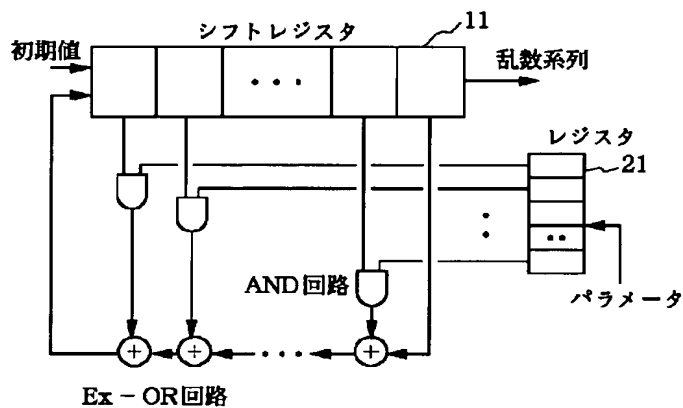 シフトレジスタ
11
初期値
乱数系列
レジスタ
21
AND回路
パラメータ
Ex-OR回路